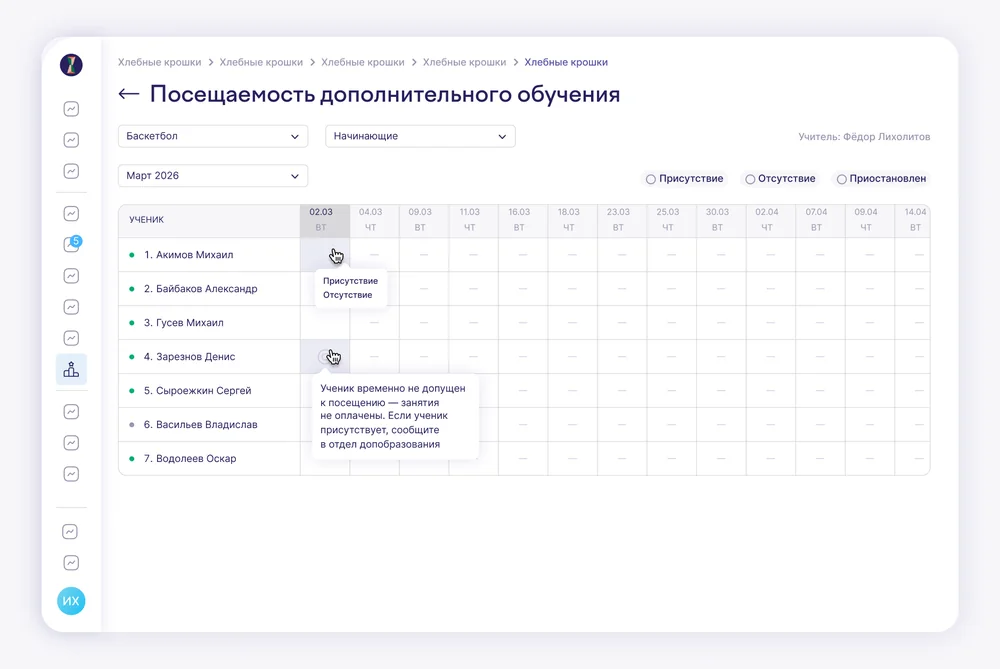 Хлебные крошки > Хлебные крошки > Хлебные крошки > Хлебные крошки > Хлебные крошки
← Посещаемость дополнительного обучения
Баскетбол
Начинающие
Учитель: Фёдор Лихолитов
Март 2026
Присутствие
Отсутствие
Приостановлен
УЧЕНИК
02.03 04.03 09.03 11.03 16.03 18.03 23.03 25.03 30.03 02.04 07.04 09.04 14.04
ВТ ЧТ ВТ ЧТ ВТ ЧТ ВТ ЧТ ВТ ЧТ ВТ ЧТ ВТ
1. Акимов Михаил
Присутствие
Отсутствие
2. Байбаков Александр
3. Гусев Михаил
4. Зарезнов Денис
Ученик временно не допущен
к посещению — занятия
не оплачены. Если ученик
присутствует, сообщите
в отдел допобразования
5. Сыроежкин Сергей
6. Васильев Владислав
7. Водолеев Оскар
5
ИХ